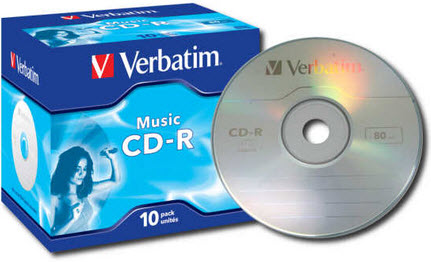 Verbatim
Verbatim
Music
CD-R
10 pack
unités
Verbatim
CD-R
80